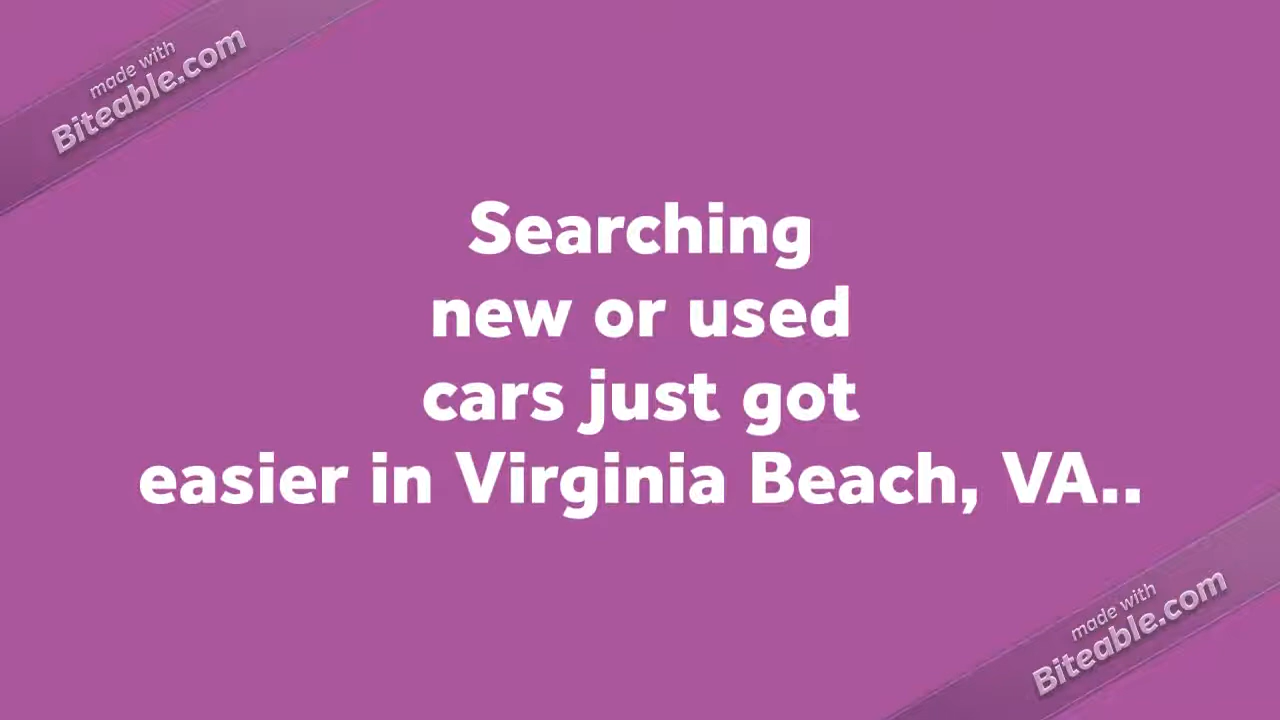 made with
Biteable.com
Searching
new or used
cars just got
easier in Virginia Beach, VA..
made with
Biteable.com